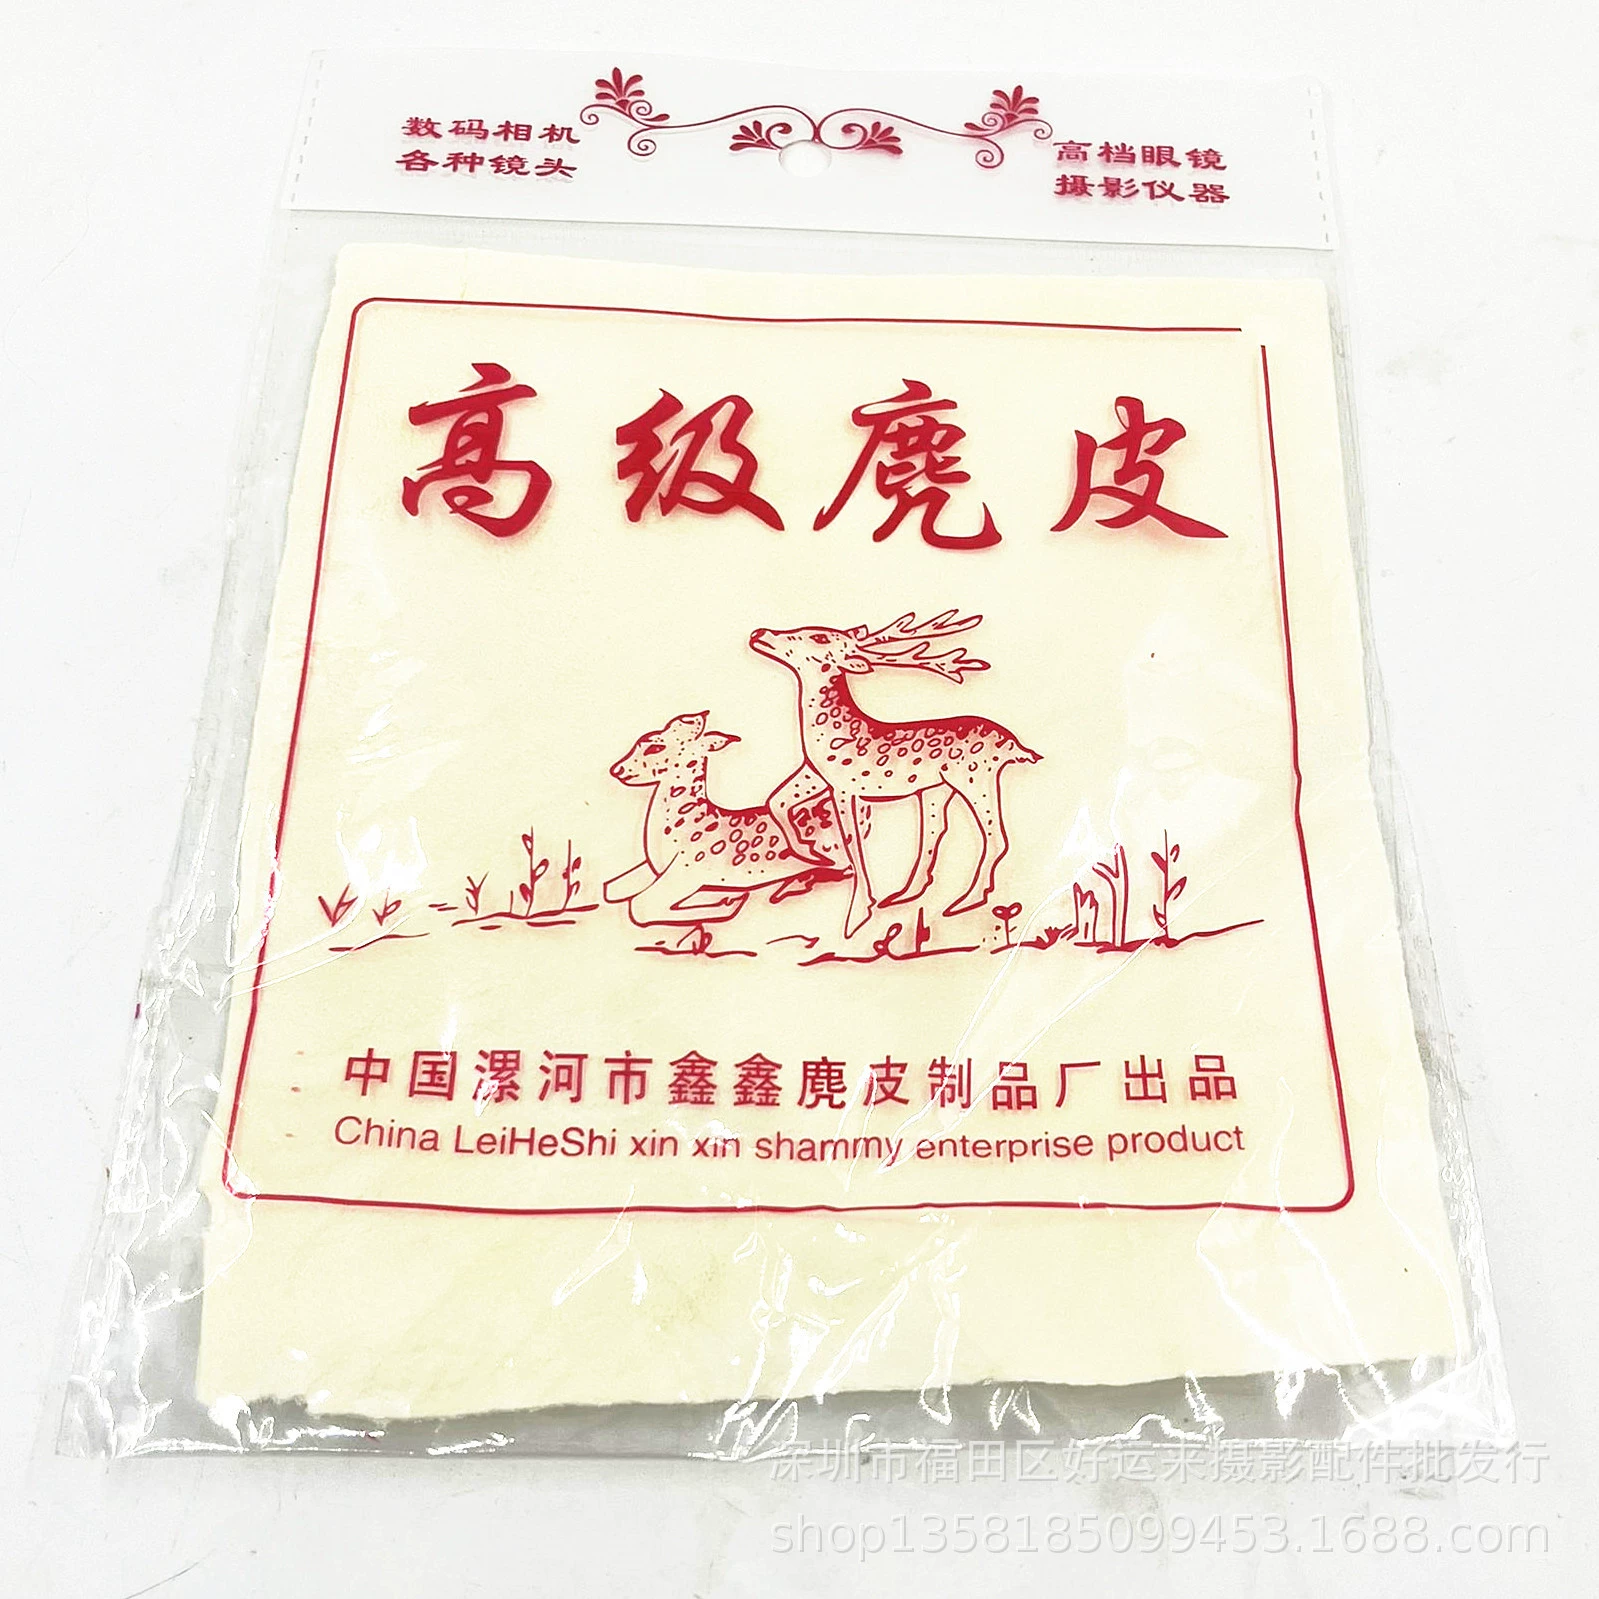 数码相机
各种镜头
高档眼镜
摄影仪器
高级麂皮
中国漯河市鑫鑫麂皮制品厂出品
China LeiHeShi xin xin shammy enterprise product
深圳市福田区好运来摄影配件批发行
shop1358185099453.1688.com